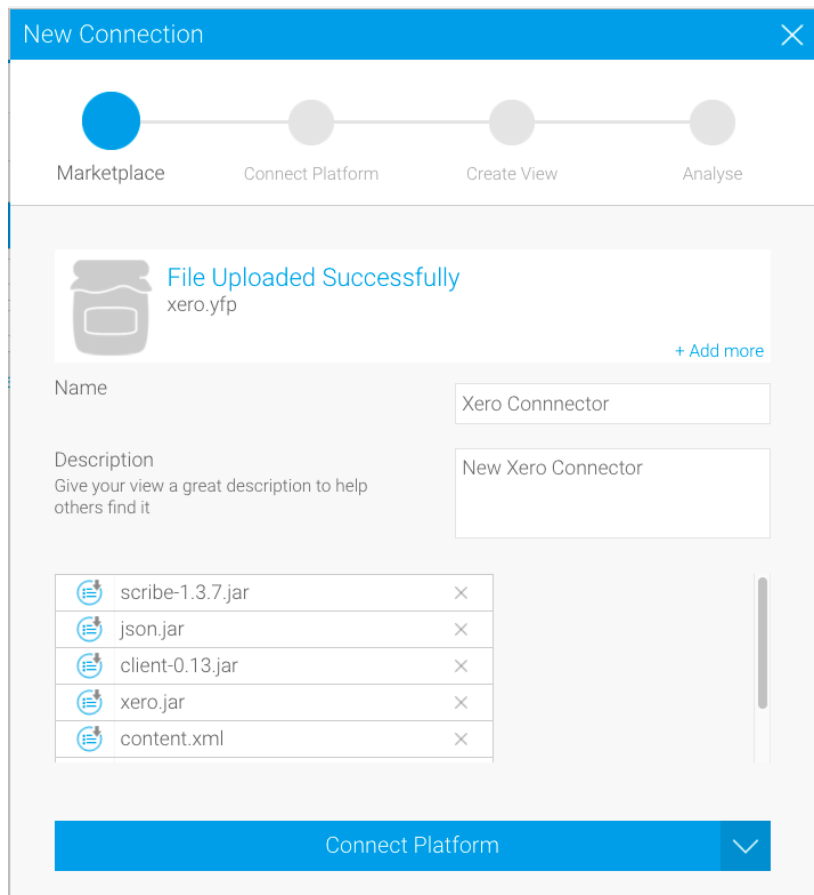 New Connection
Marketplace
Connect Platform
Create View
Analyse
File Uploaded Successfully
xero.yfp
+ Add more
Name
Xero Connnector
Description
Give your view a great description to help
others find it
New Xero Connector
scribe-1.3.7.jar
json.jar
client-0.13.jar
xero.jar
content.xml
Connect Platform